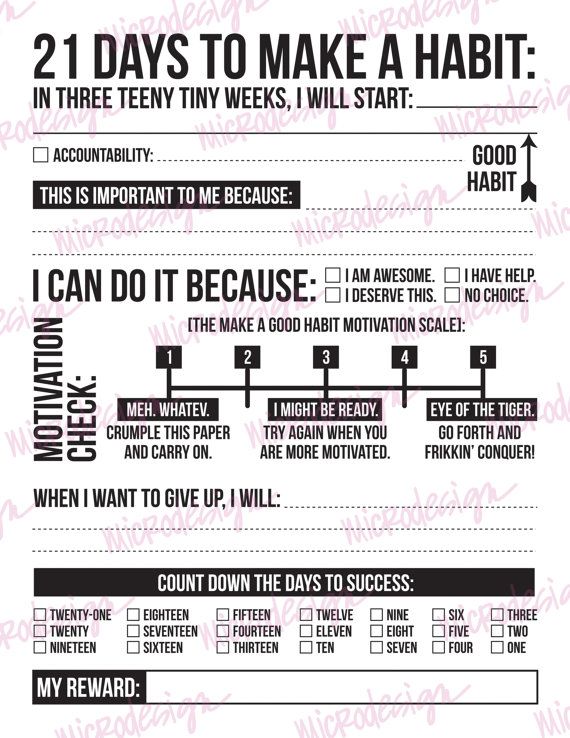 21 DAYS TO MAKE A HABIT:
IN THREE TEENY TINY WEEKS, I WILL START:
ACCOUNTABILITY:
GOOD
HABIT
THIS IS IMPORTANT TO ME BECAUSE:
I CAN DO IT BECAUSE:
I AM AWESOME. I HAVE HELP.
I DESERVE THIS. NO CHOICE.
MOTIVATION
CHECK:
[THE MAKE A GOOD HABIT MOTIVATION SCALE]:
1 2 3 4 5
MEH. WHATEV. I MIGHT BE READY. EYE OF THE TIGER.
CRUMPLE THIS PAPER TRY AGAIN WHEN YOU GO FORTH AND
AND CARRY ON. ARE MORE MOTIVATED. FRIKKIN' CONQUER!
WHEN I WANT TO GIVE UP, I WILL:
COUNT DOWN THE DAYS TO SUCCESS:
TWENTY-ONE EIGHTEEN FIFTEEN TWELVE NINE SIX THREE
TWENTY SEVENTEEN FOURTEEN ELEVEN EIGHT FIVE TWO
NINETEEN SIXTEEN THIRTEEN TEN SEVEN FOUR ONE
MY REWARD:
Microdesign